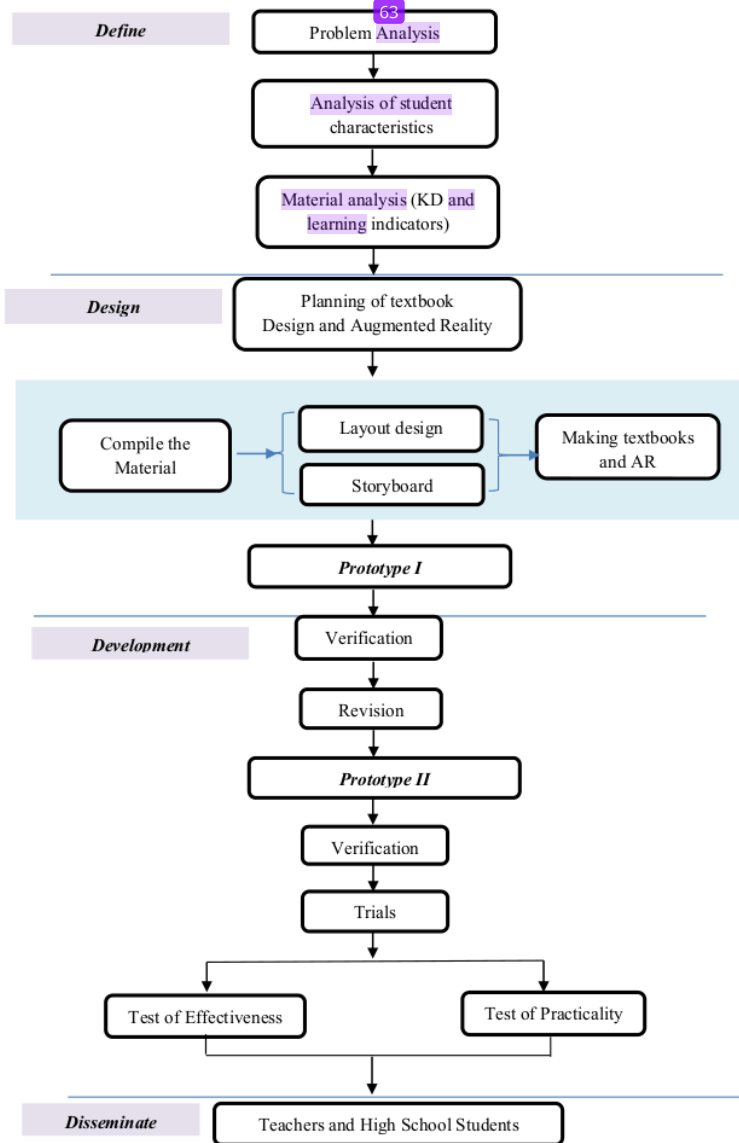 63
Define
Problem Analysis
Analysis of student
characteristics
Material analysis (KD and
learning indicators)
Design
Planning of textbook
Design and Augmented Reality
Compile the
Material
Layout design
Storyboard
Making textbooks
and AR
Prototype I
Development
Verification
Revision
Prototype II
Verification
Trials
Test of Effectiveness
Test of Practicality
Disseminate
Teachers and High School Students